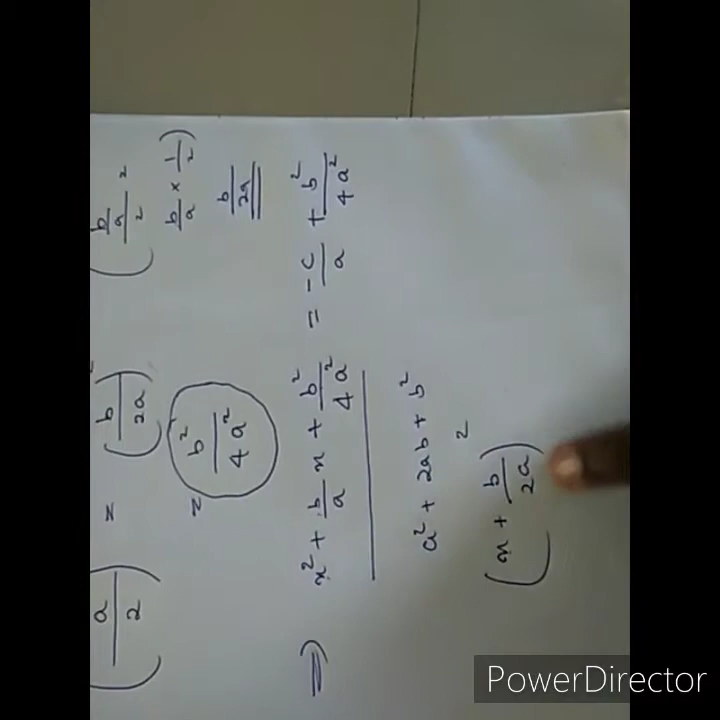 ( a/2 ) = ( b/2a )² ( b/a / 2 )²
= b²/4a² b/a × 1/2 )
b/2a
⇒ x² + b/a x + b²/4a² = -c/a + b²/4a²
a² + 2ab + b²
( x + b/2a )²
PowerDirector